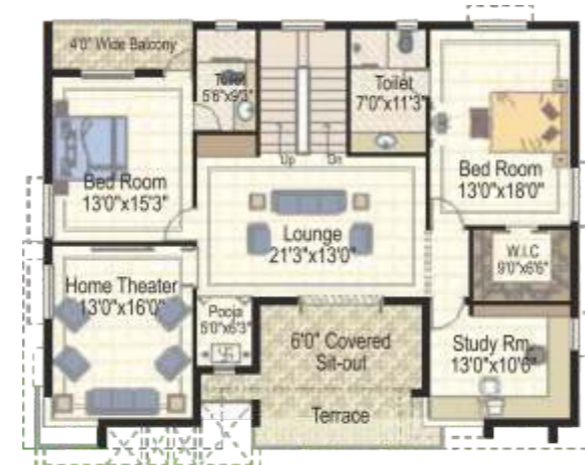 4'0" Wide Balcony
Toilet
5'6"x9'3"
Toilet
7'0"x11'3"
Up
Dn
Bed Room
13'0"x15'3"
Bed Room
13'0"x18'0"
Lounge
21'3"x13'0"
W.I.C
9'0"x6'6"
Home Theater
13'0"x16'0"
Pooja
5'0"x6'3"
6'0" Covered
Sit-out
Study Rm.
13'0"x10'6"
Terrace